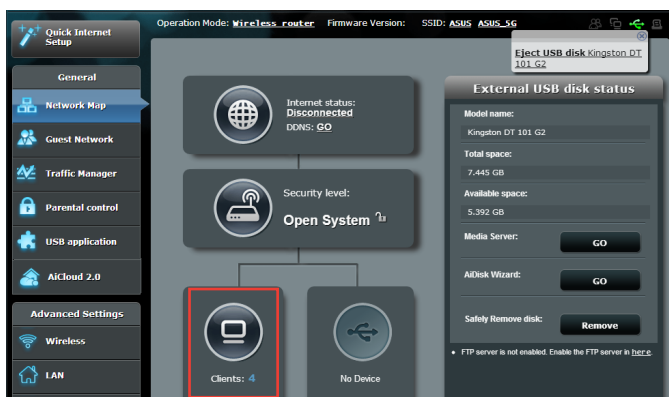 Quick Internet
Setup
Operation Mode: Wireless router Firmware Version: SSID: ASUS ASUS_5G
Eject USB disk Kingston DT
101 G2
General
Network Map
Guest Network
Traffic Manager
Parental control
USB application
AiCloud 2.0
Advanced Settings
Wireless
LAN
Internet status:
Disconnected
DDNS: GO
Security level:
Open System
Clients: 4
No Device
External USB disk status
Model name:
Kingston DT 101 G2
Total space:
7.445 GB
Available space:
5.392 GB
Media Server: GO
AiDisk Wizard: GO
Safely Remove disk: Remove
• FTP server is not enabled. Enable the FTP server in here.